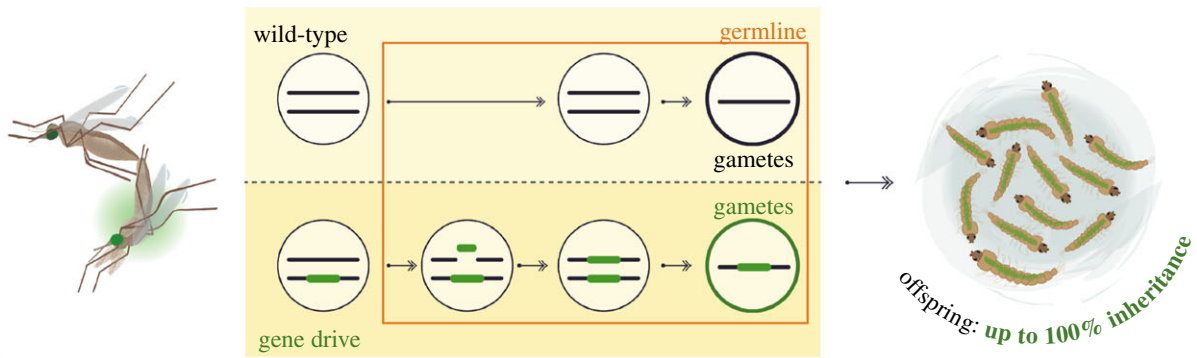 wild-type
germline
gametes
gametes
gene drive
offspring: up to 100% inheritance